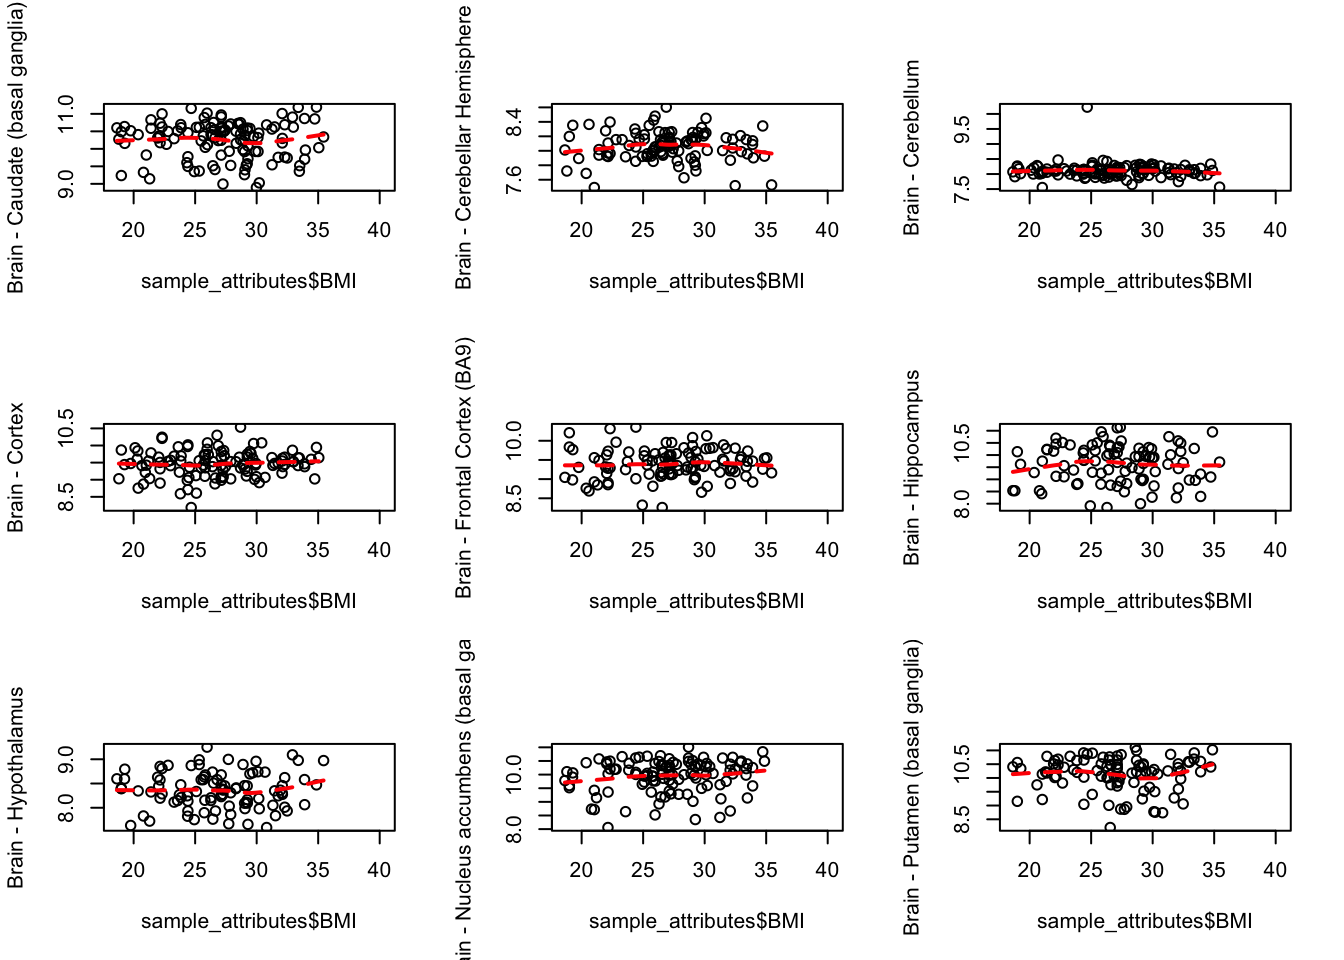 Brain - Caudate (basal ganglia)
9.0 11.0
20 25 30 35 40
sample_attributes$BMI
Brain - Cerebellar Hemisphere
7.6 8.4
20 25 30 35 40
sample_attributes$BMI
Brain - Cerebellum
7.5 9.5
20 25 30 35 40
sample_attributes$BMI
Brain - Cortex
8.5 10.5
20 25 30 35 40
sample_attributes$BMI
Brain - Frontal Cortex (BA9)
8.5 10.0
20 25 30 35 40
sample_attributes$BMI
Brain - Hippocampus
8.0 10.5
20 25 30 35 40
sample_attributes$BMI
Brain - Hypothalamus
8.0 9.0
20 25 30 35 40
sample_attributes$BMI
ain - Nucleus accumbens (basal ga
8.0 10.0
20 25 30 35 40
sample_attributes$BMI
Brain - Putamen (basal ganglia)
8.5 10.5
20 25 30 35 40
sample_attributes$BMI